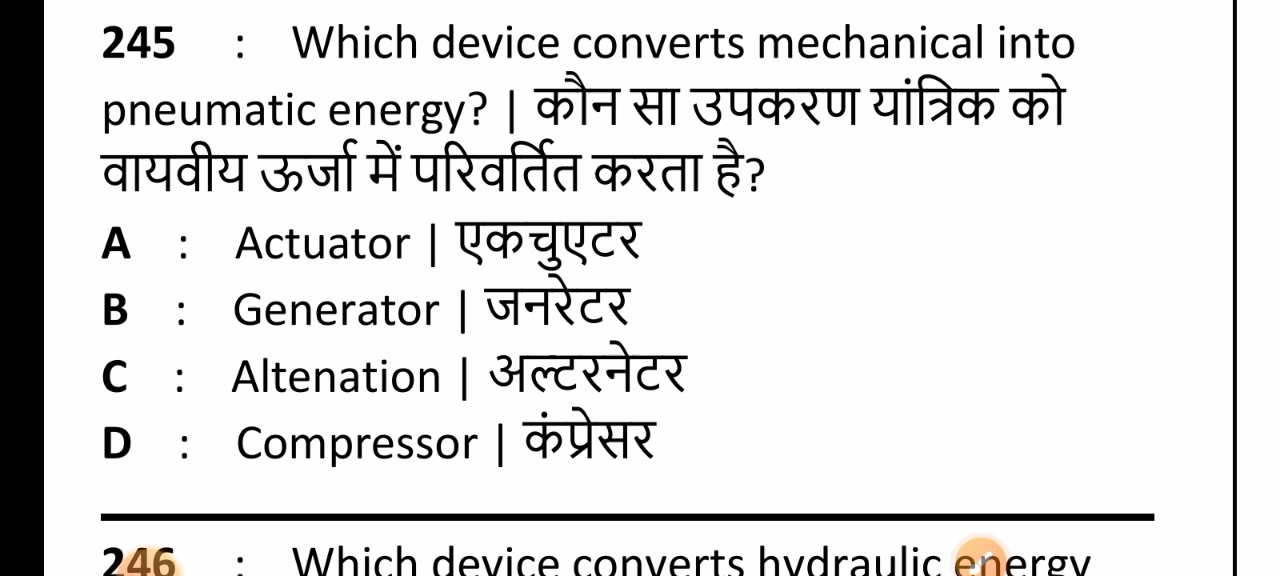 245 : Which device converts mechanical into
pneumatic energy? | कौन सा उपकरण यांत्रिक को
वायवीय ऊर्जा में परिवर्तित करता है?
A : Actuator | एकचुएटर
B : Generator | जनरेटर
C : Altenation | अल्टरनेटर
D : Compressor | कंप्रेसर
246 : Which device converts hydraulic energy